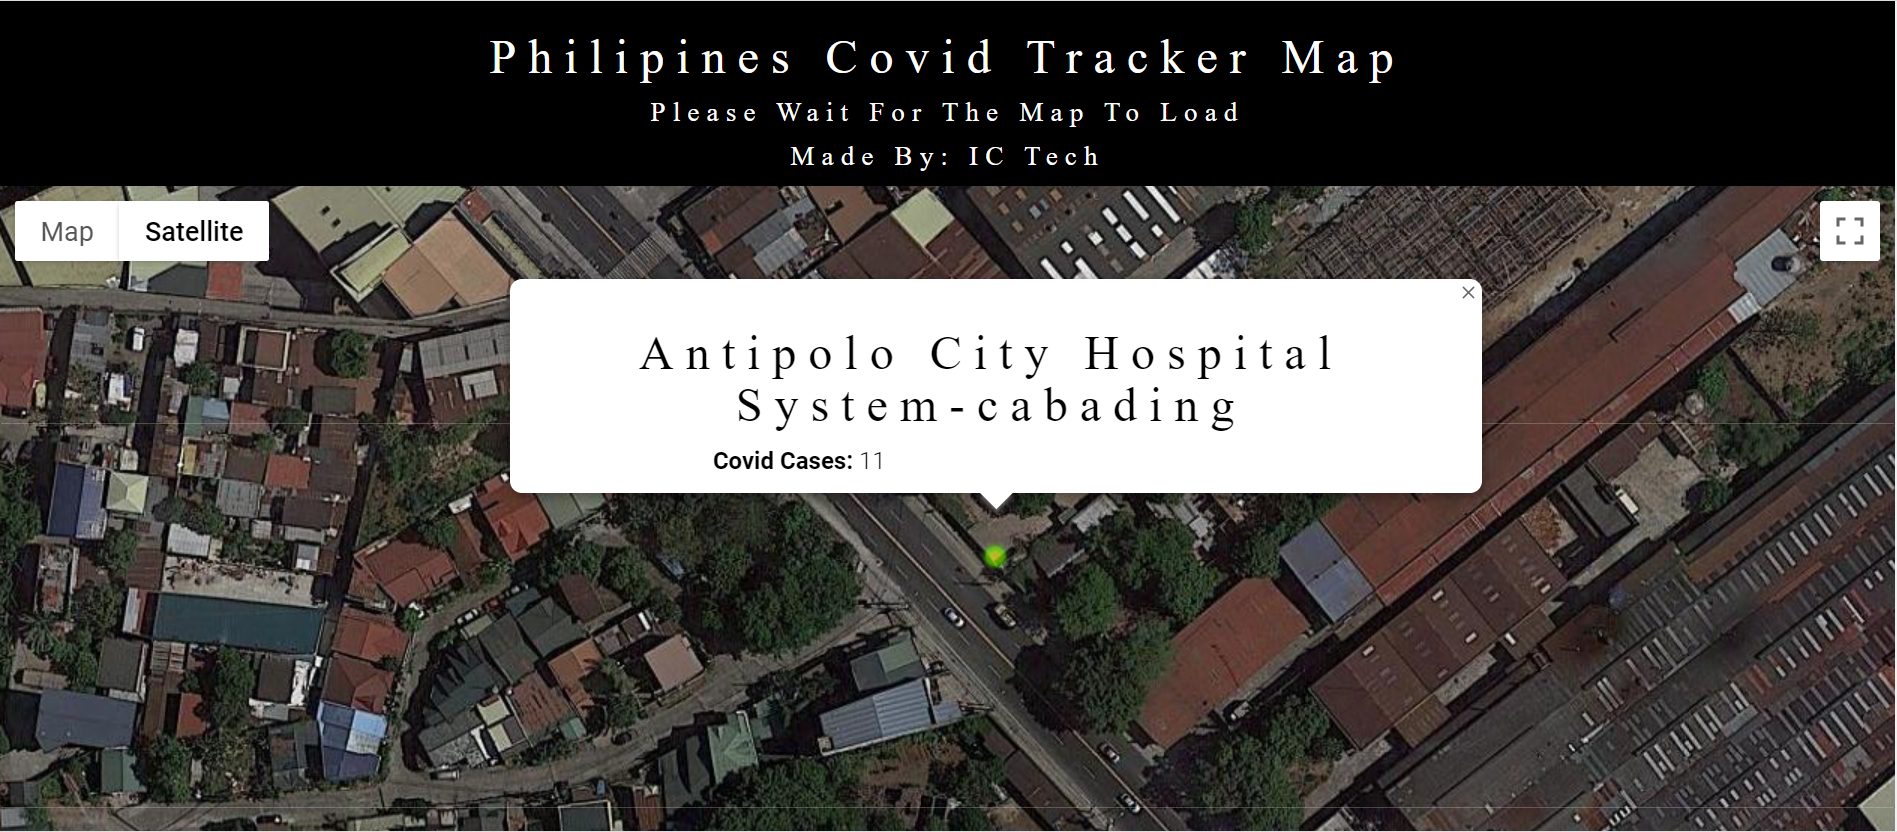 Philipines Covid Tracker Map
Please Wait For The Map To Load
Made By: IC Tech
Map
Satellite
Antipolo City Hospital
System-cabading
Covid Cases: 11